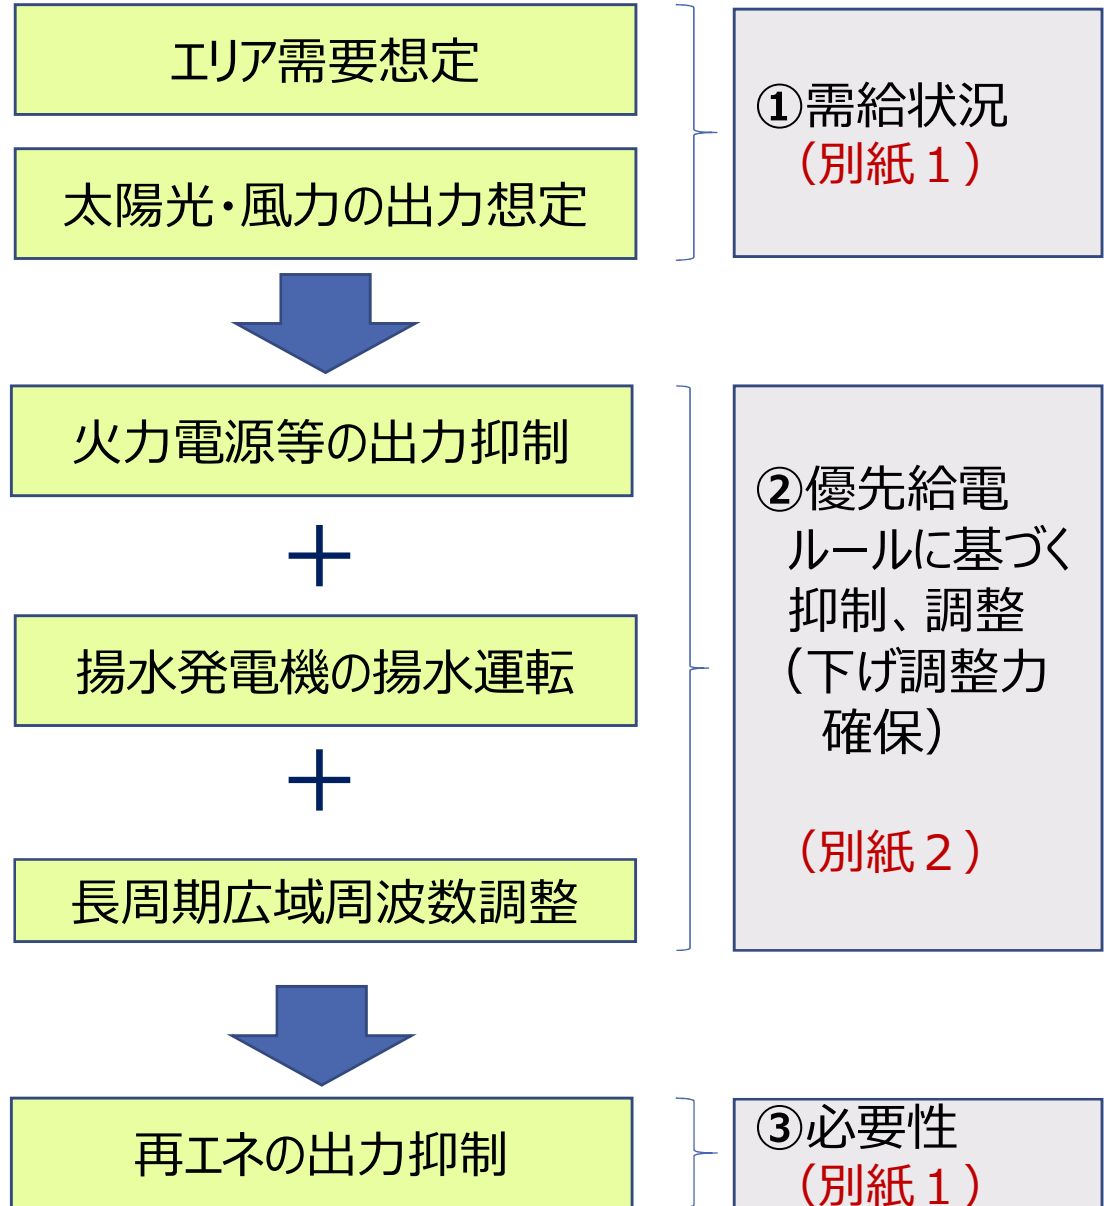 エリア需要想定
太陽光・風力の出力想定
①需給状況
（別紙１）
火力電源等の出力抑制
＋
揚水発電機の揚水運転
＋
長周期広域周波数調整
②優先給電
ルールに基づく
抑制、調整
（下げ調整力
確保）
（別紙２）
再エネの出力抑制
③必要性
（別紙１）